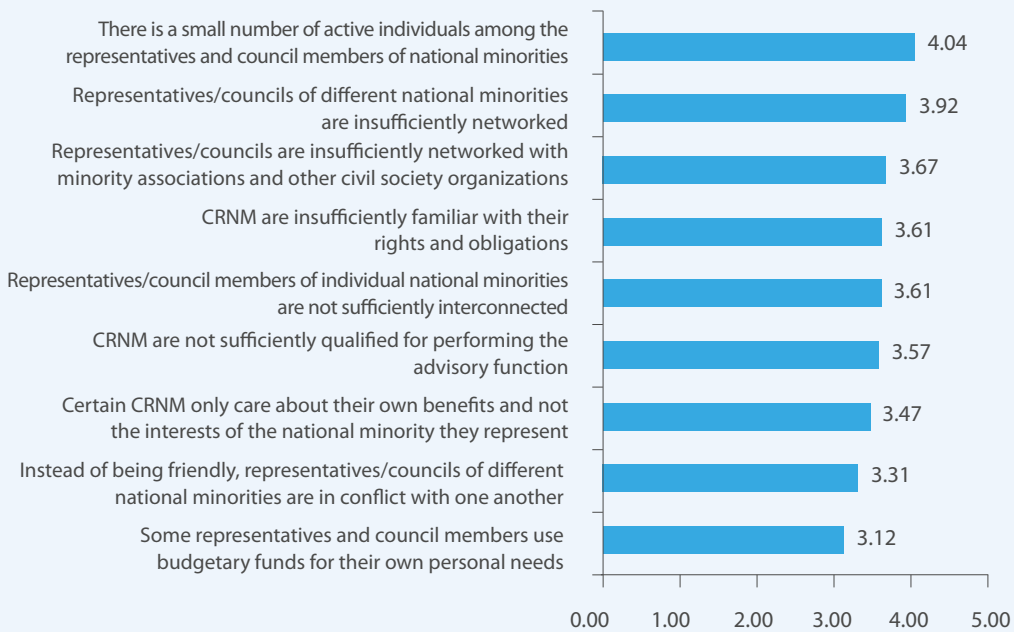 There is a small number of active individuals among the
representatives and council members of national minorities
4.04
Representatives/councils of different national minorities
are insufficiently networked
3.92
Representatives/councils are insufficiently networked with
minority associations and other civil society organizations
3.67
CRNM are insufficiently familiar with their
rights and obligations
3.61
Representatives/council members of individual national minorities
are not sufficiently interconnected
3.61
CRNM are not sufficiently qualified for performing the
advisory function
3.57
Certain CRNM only care about their own benefits and not
the interests of the national minority they represent
3.47
Instead of being friendly, representatives/councils of different
national minorities are in conflict with one another
3.31
Some representatives and council members use
budgetary funds for their own personal needs
3.12
0.00 1.00 2.00 3.00 4.00 5.00